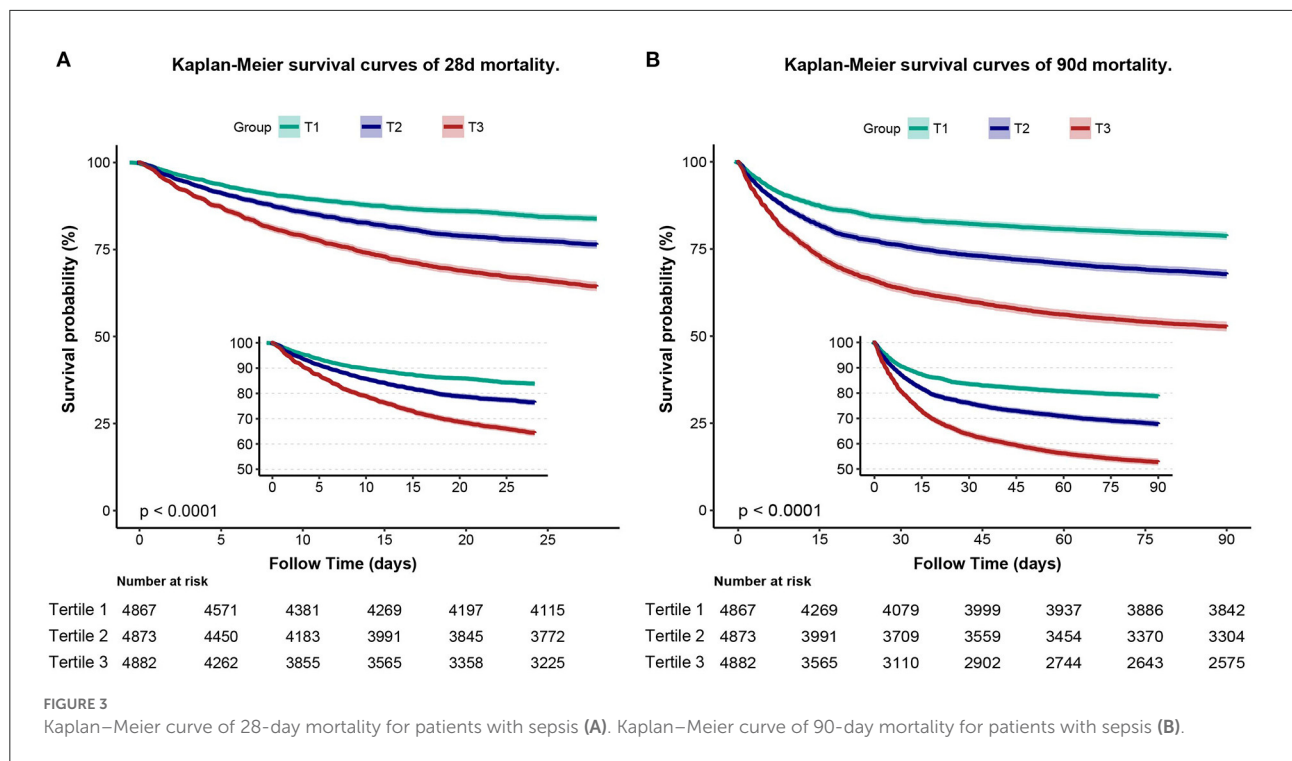 A
Kaplan-Meier survival curves of 28d mortality.
Group T1 T2 T3
Survival probability (%)
100
75
50
25
0
100
90
80
70
60
50
0 5 10 15 20 25
p < 0.0001
0 5 10 15 20 25
Follow Time (days)
Number at risk
Tertile 1 4867 4571 4381 4269 4197 4115
Tertile 2 4873 4450 4183 3991 3845 3772
Tertile 3 4882 4262 3855 3565 3358 3225
B
Kaplan-Meier survival curves of 90d mortality.
Group T1 T2 T3
Survival probability (%)
100
75
50
25
0
100
90
80
70
60
50
0 15 30 45 60 75 90
p < 0.0001
0 15 30 45 60 75 90
Follow Time (days)
Number at risk
Tertile 1 4867 4269 4079 3999 3937 3886 3842
Tertile 2 4873 3991 3709 3559 3454 3370 3304
Tertile 3 4882 3565 3110 2902 2744 2643 2575
FIGURE 3
Kaplan–Meier curve of 28-day mortality for patients with sepsis (A). Kaplan–Meier curve of 90-day mortality for patients with sepsis (B).